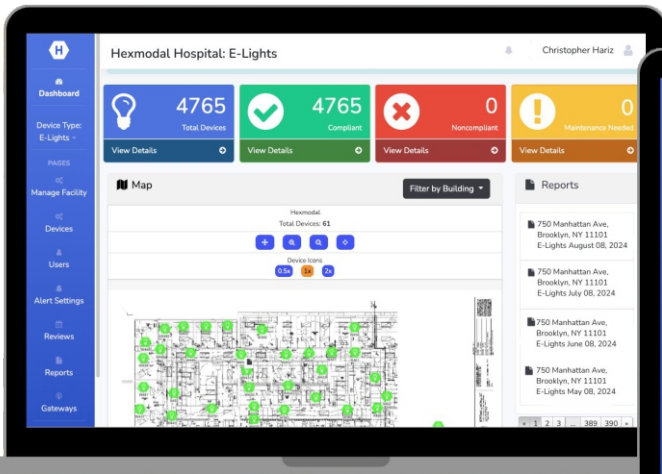 H
Hexmodal Hospital: E-Lights
Christopher Hariz
Dashboard
Device Type:
E-Lights
PAGES
Manage Facility
Devices
Users
Alert Settings
Reviews
Reports
Gateways
4765
Total Devices
View Details
4765
Compliant
View Details
0
Noncompliant
View Details
0
Maintenance Needed
View Details
Map
Filter by Building
Hexmodal
Total Devices: 61
Device Icons
0.5x 1x 2x
Reports
750 Manhattan Ave,
Brooklyn, NY 11101
E-Lights August 08, 2024
750 Manhattan Ave,
Brooklyn, NY 11101
E-Lights July 08, 2024
750 Manhattan Ave,
Brooklyn, NY 11101
E-Lights June 08, 2024
750 Manhattan Ave,
Brooklyn, NY 11101
E-Lights May 08, 2024
« 1 2 3 ... 389 390 »